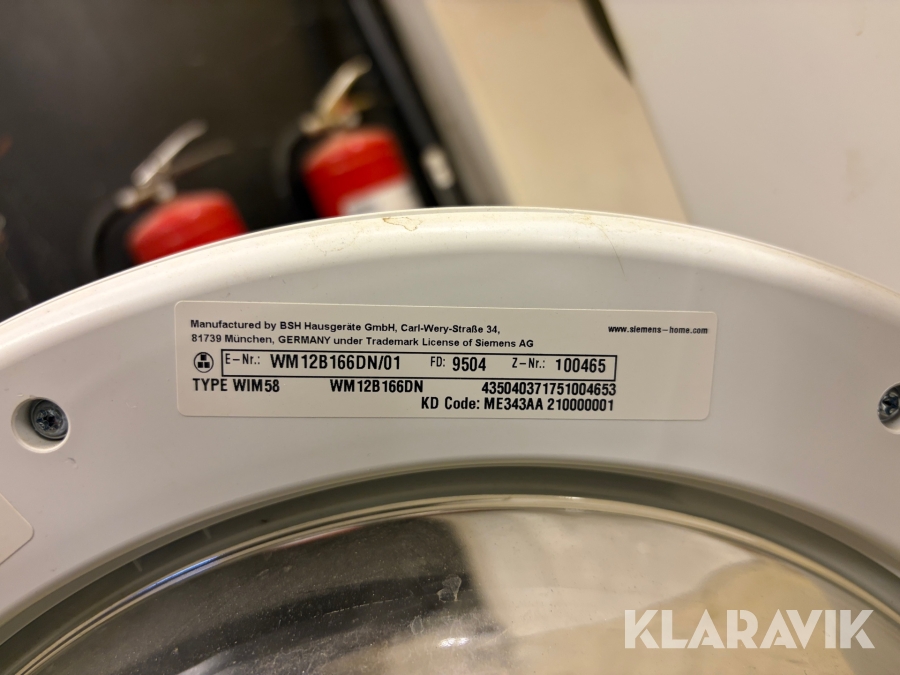 Manufactured by BSH Hausgeräte GmbH, Carl-Wery-Straße 34,
81739 München, GERMANY under Trademark License of Siemens AG
www.siemens-home.com
E-Nr.: WM12B166DN/01 FD: 9504 Z-Nr.: 100465
TYPE WIM58 WM12B166DN 435040371751004653
KD Code: ME343AA 210000001
KLARAVIK